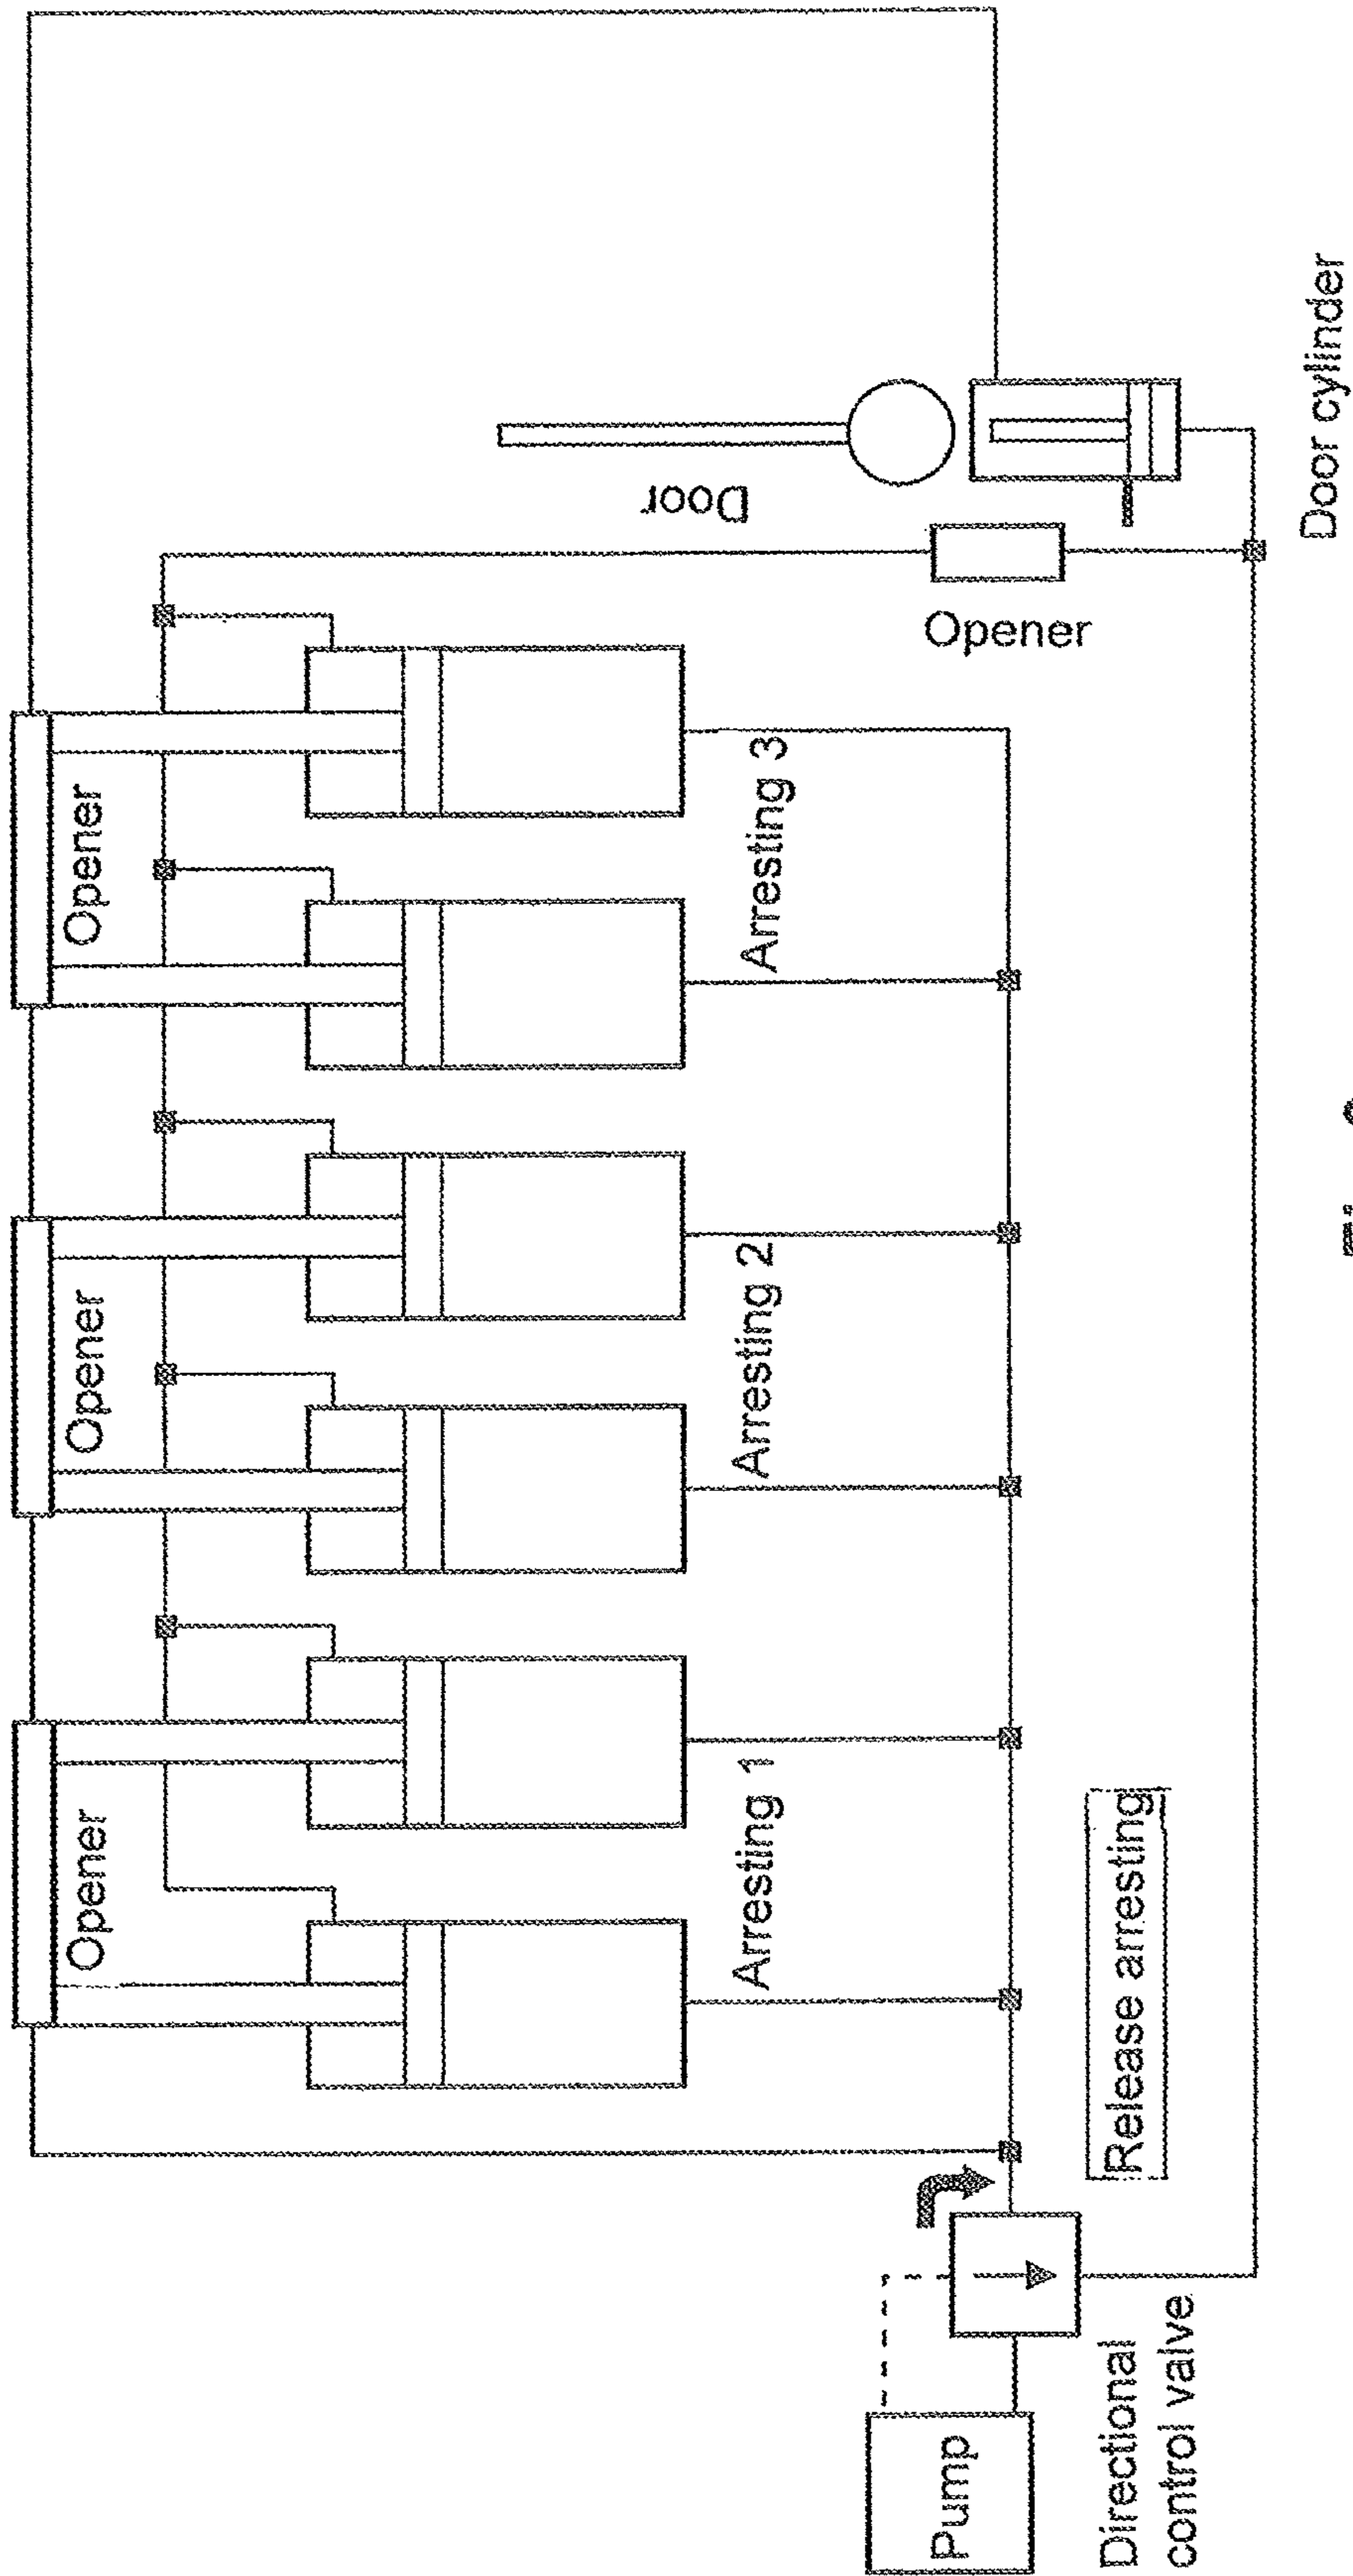 Opener
Opener
Opener
Door
Opener
Arresting 1
Arresting 2
Arresting 3
Release arresting
Pump
Directional
control valve
Door cylinder